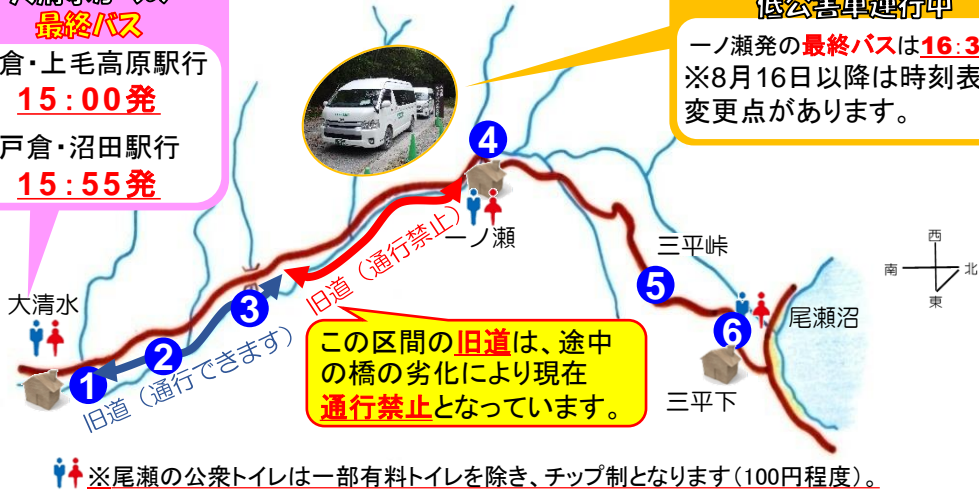 最終バス
倉・上毛高原駅行
15:00発
戸倉・沼田駅行
15:55発
低公害車運行中
一ノ瀬発の最終バスは16:3
※8月16日以降は時刻表
変更点があります。
4
一ノ瀬
三平峠
5
6
尾瀬沼
三平下
西
南
北
東
大清水
1
2
3
旧道（通行できます）
旧道（通行禁止）
この区間の旧道は、途中
の橋の劣化により現在
通行禁止となっています。
※尾瀬の公衆トイレは一部有料トイレを除き、チップ制となります(100円程度)。